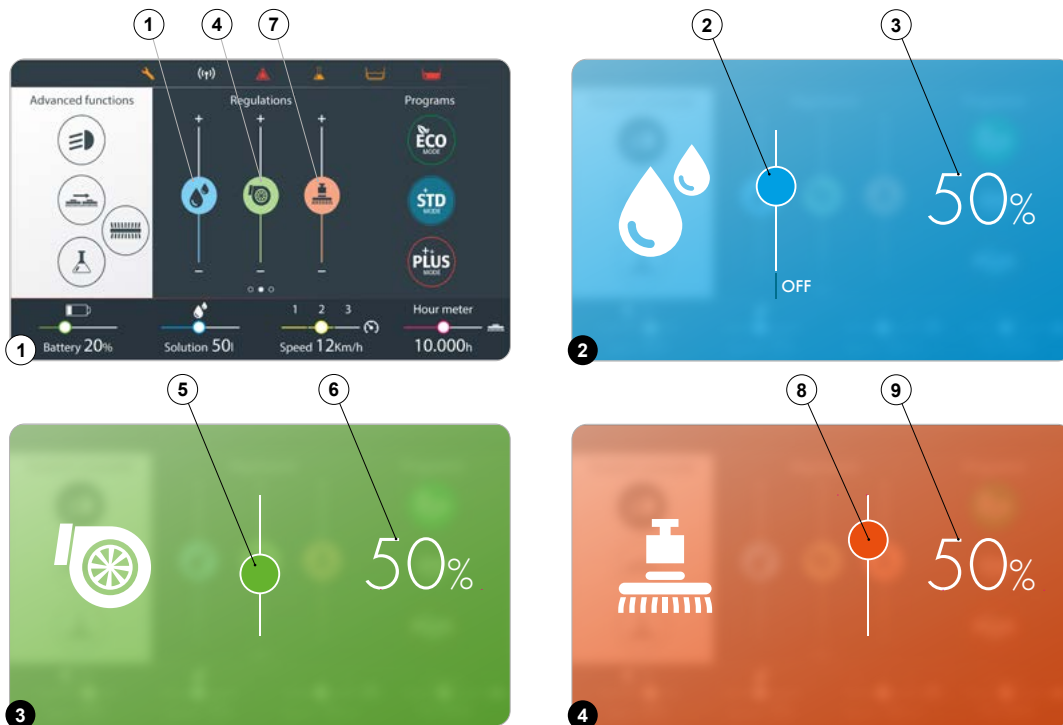 1 4 7
2 3
Advanced functions Regulations Programs
+ + +
ECO
MODE
+
STD
MODE
++
PLUS
MODE
− − −
1 2 3 Hour meter
Battery 20% Solution 50l Speed 12Km/h 10.000h
1
50%
OFF
2
5 6
8 9
50%
3
50%
4